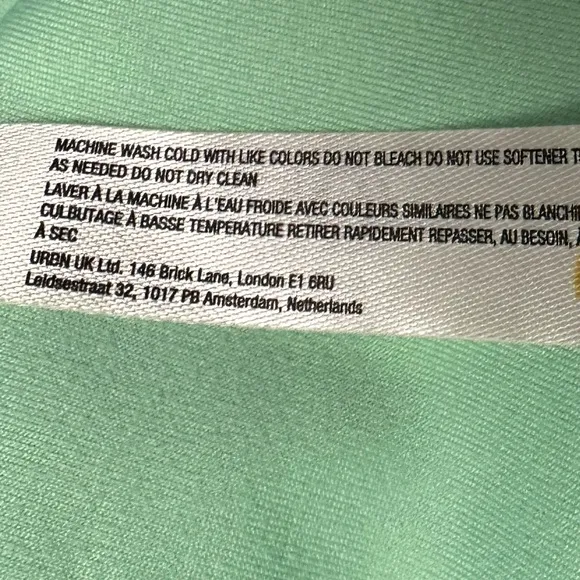 MACHINE WASH COLD WITH LIKE COLORS DO NOT BLEACH DO NOT USE SOFTENER
AS NEEDED DO NOT DRY CLEAN
LAVER À LA MACHINE À L'EAU FROIDE AVEC COULEURS SIMILAIRES NE PAS BLANCHI
CULBUTAGE À BASSE TEMPERATURE RETIRER RAPIDEMENT REPASSER, AU BESOIN,
À SEC
URBN UK Ltd. 146 Brick Lane, London E1 6RU
Leidsestraat 32, 1017 PB Amsterdam, Netherlands